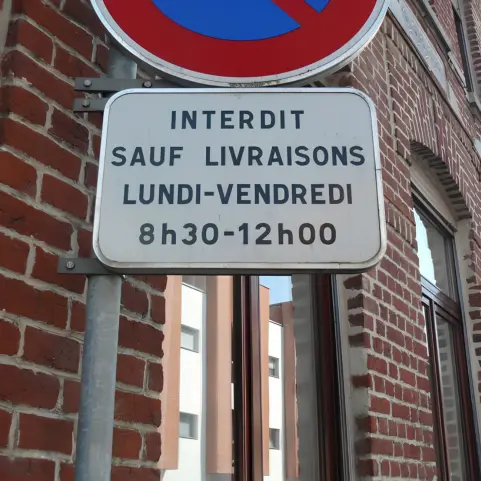 INTERDIT
SAUF LIVRAISONS
LUNDI-VENDREDI
8h30-12h00